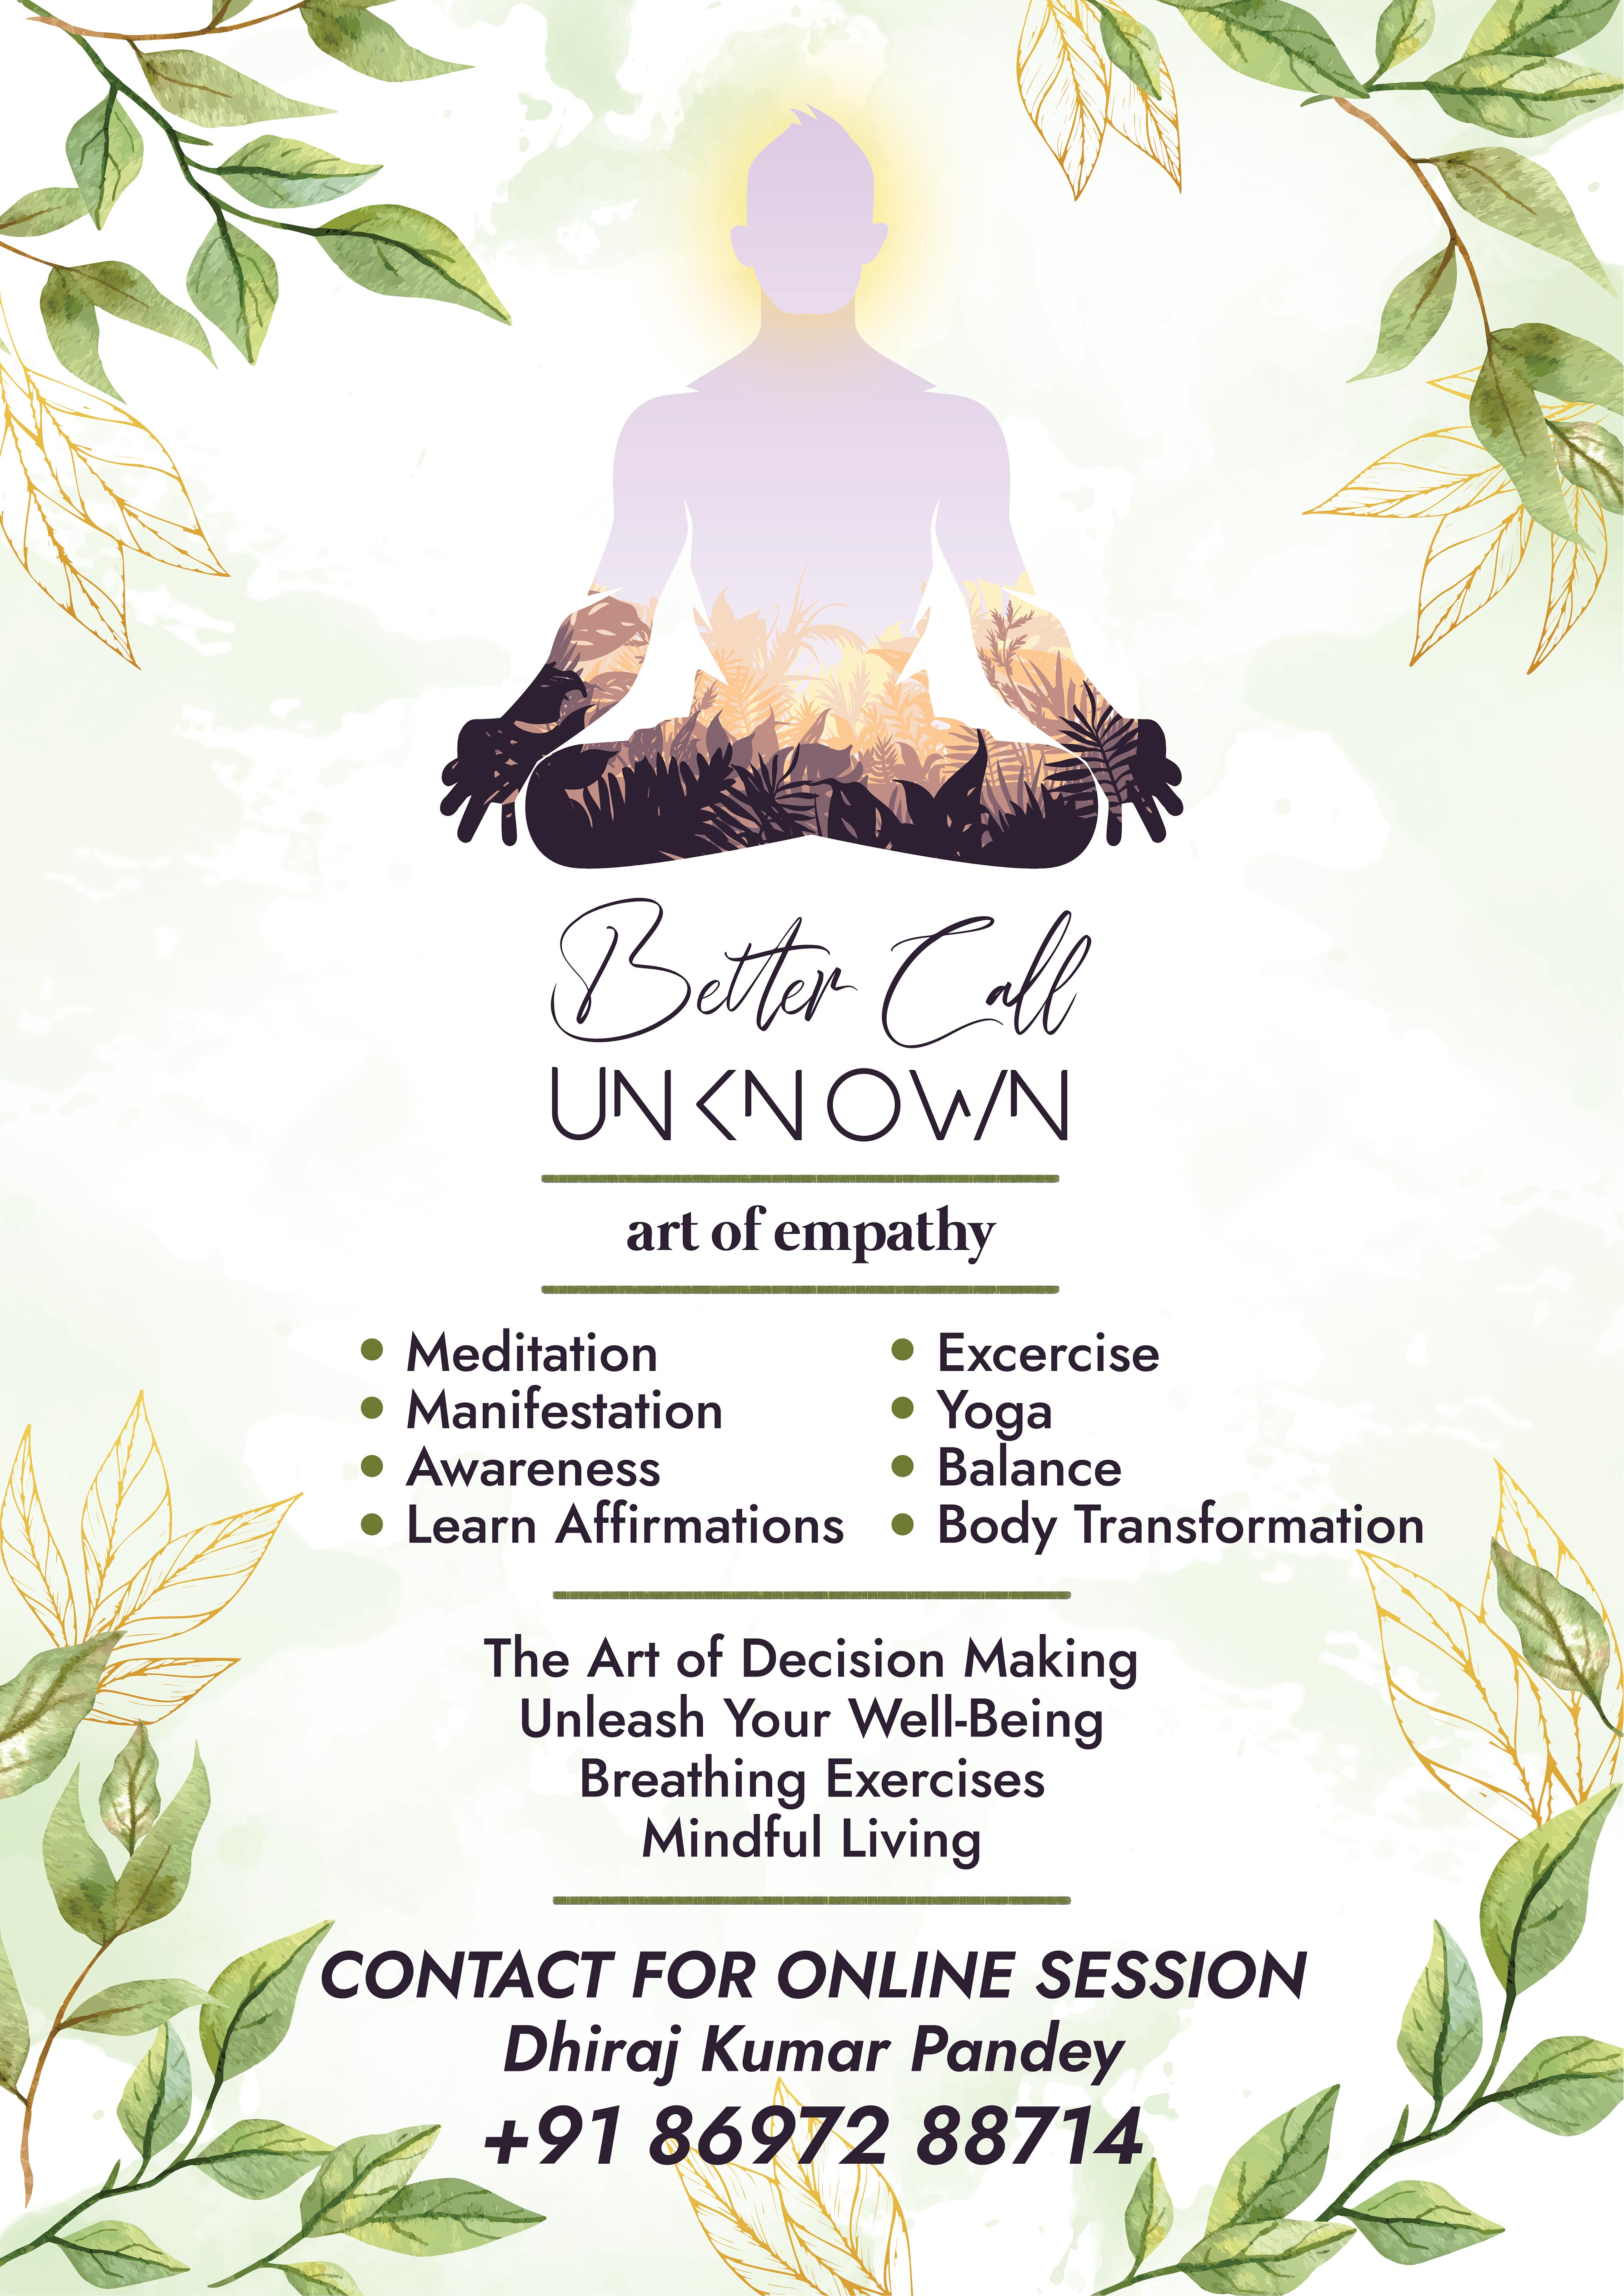 Better Call
UNKNOWN
art of empathy
Meditation
Manifestation
Awareness
Learn Affirmations
Excercise
Yoga
Balance
Body Transformation
The Art of Decision Making
Unleash Your Well-Being
Breathing Exercises
Mindful Living
CONTACT FOR ONLINE SESSION
Dhiraj Kumar Pandey
+91 86972 88714